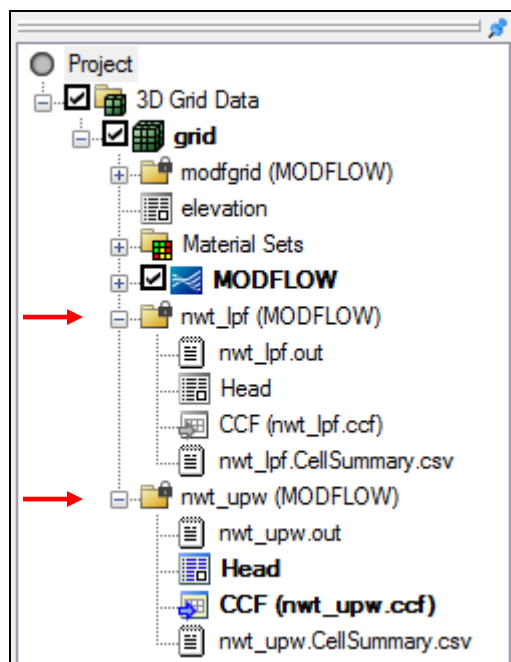 Project
3D Grid Data
grid
modfgrid (MODFLOW)
elevation
Material Sets
MODFLOW
nwt_lpf (MODFLOW)
nwt_lpf.out
Head
CCF (nwt_lpf.ccf)
nwt_lpf.CellSummary.csv
nwt_upw (MODFLOW)
nwt_upw.out
Head
CCF (nwt_upw.ccf)
nwt_upw.CellSummary.csv